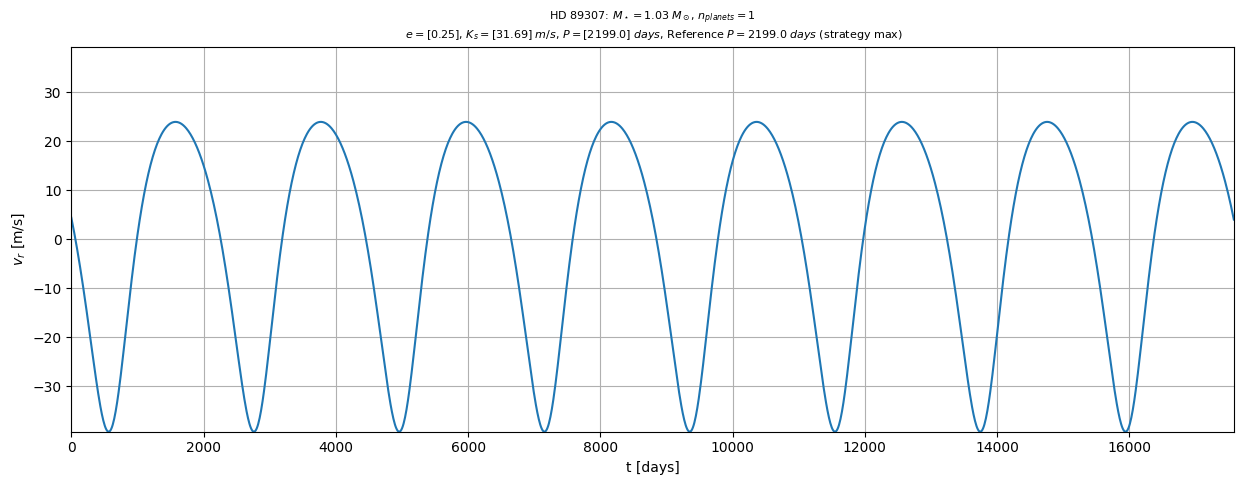 HD 89307: $M_\star = 1.03\ M_\odot$, $n_{planets} = 1$
$e = [0.25]$, $K_s = [31.69]\ m/s$, $P = [2199.0]\ days$, Reference $P = 2199.0\ days$ (strategy max)
30
20
10
0
−10
−20
−30
$v_r$ [m/s]
0 2000 4000 6000 8000 10000 12000 14000 16000
t [days]